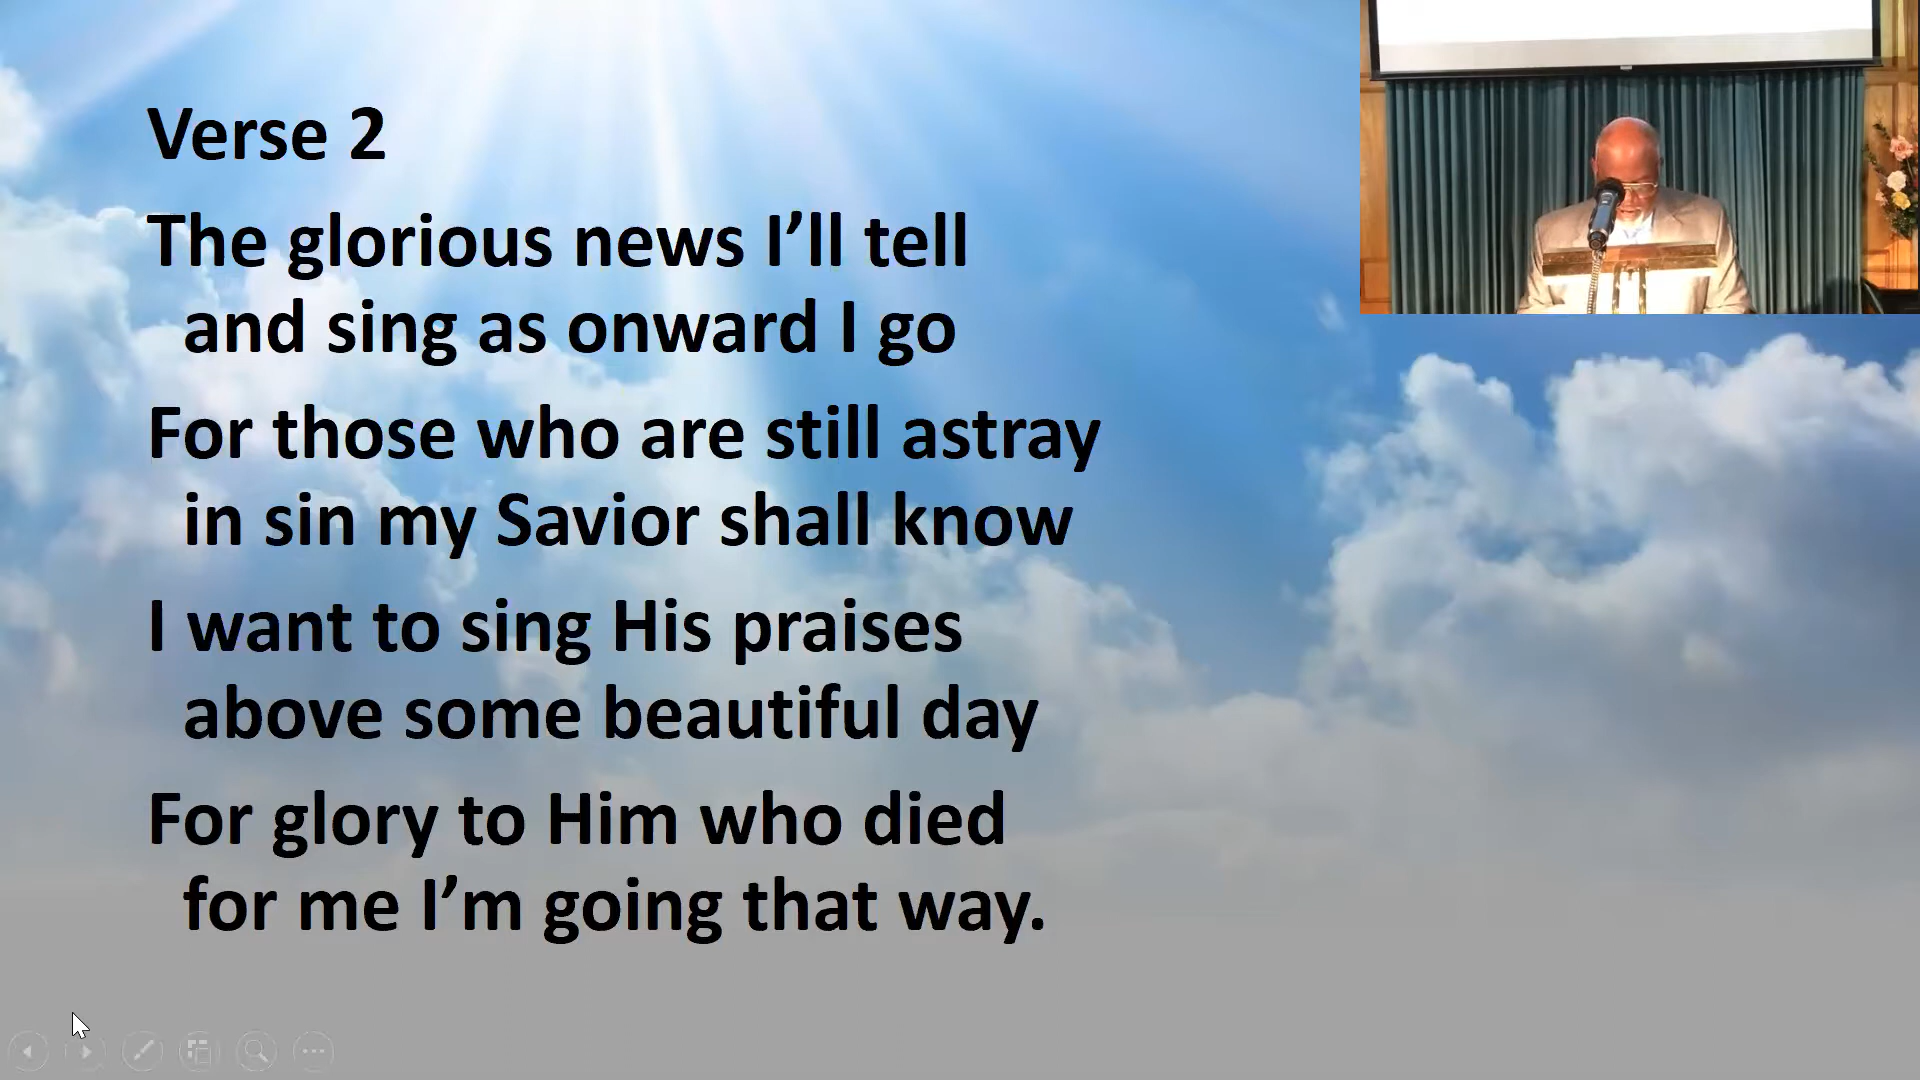 Verse 2
The glorious news I’ll tell
and sing as onward I go
For those who are still astray
in sin my Savior shall know
I want to sing His praises
above some beautiful day
For glory to Him who died
for me I’m going that way.